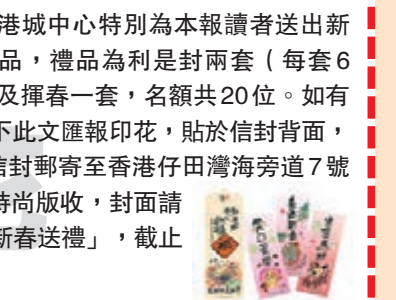 港城中心特別為本報讀者送出新
品，禮品為利是封兩套（每套6
及揮春一套，名額共20位。如有
下此文匯報印花，貼於信封背面，
信封郵寄至香港仔田灣海旁道7號
時尚版收，封面請
新春送禮」，截止